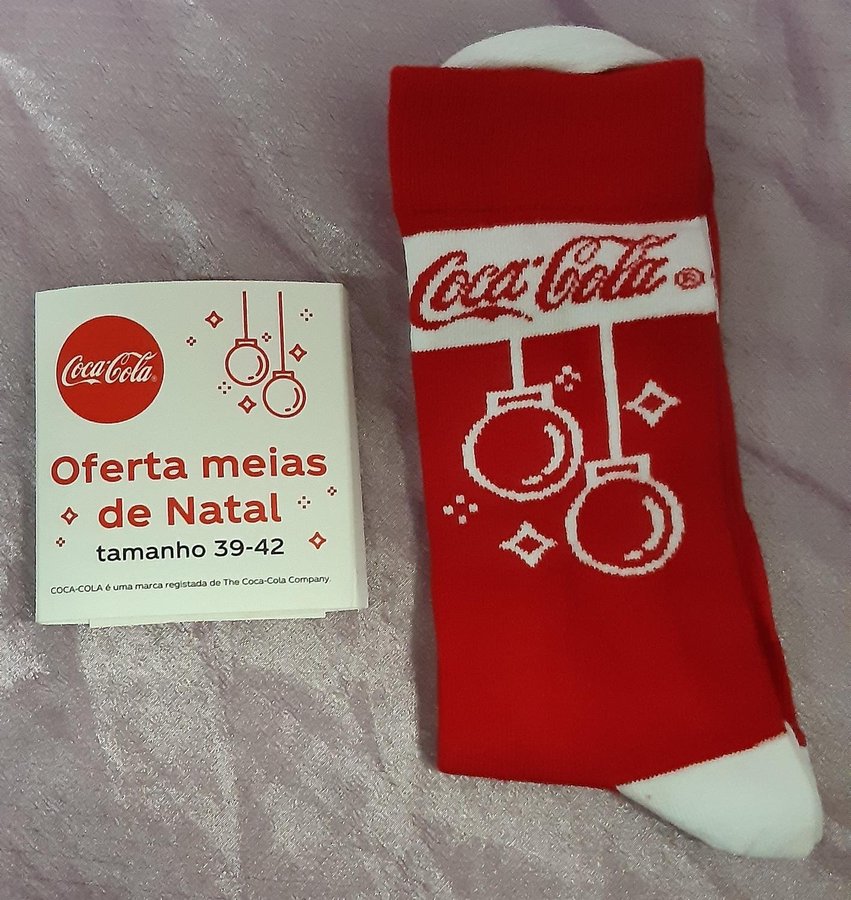 Coca-Cola®
Oferta meias
de Natal
tamanho 39-42
COCA-COLA é uma marca registada de The Coca-Cola Company.
Coca-Cola®